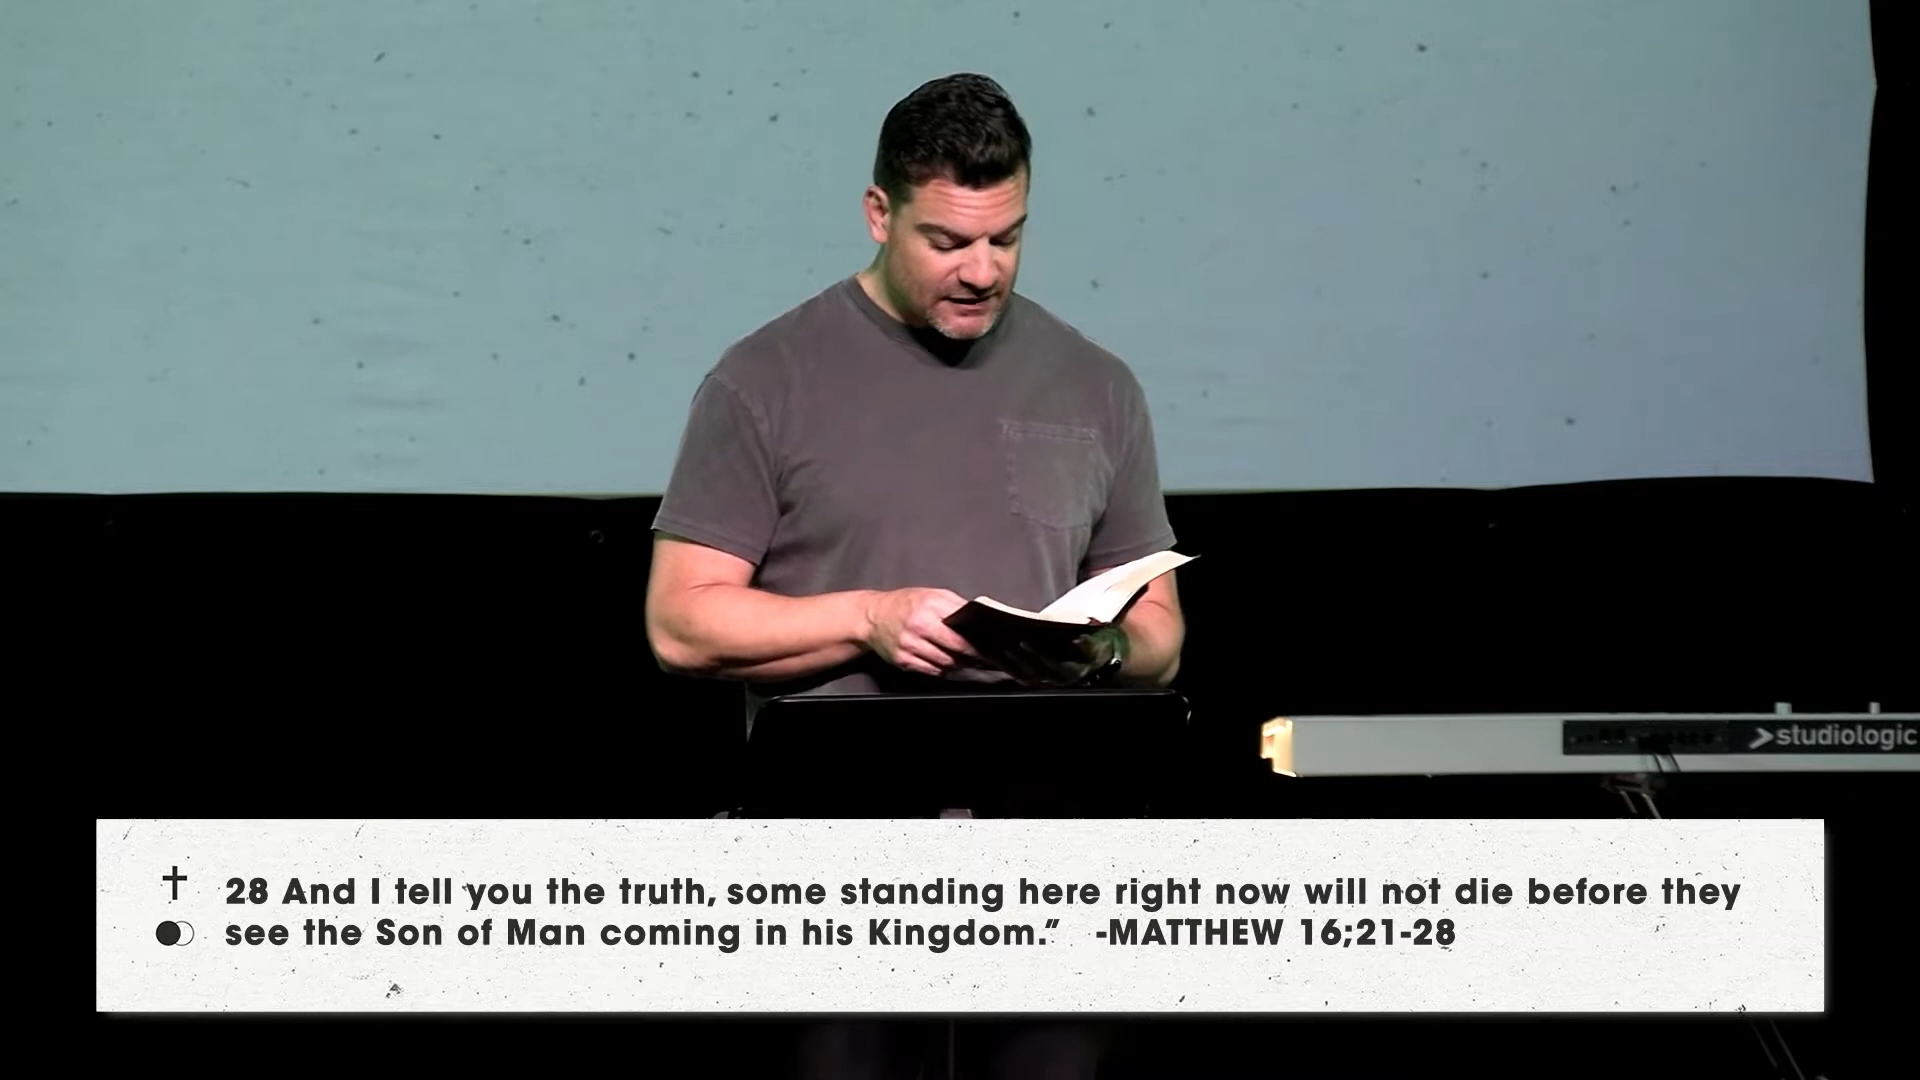 studiologic
28 And I tell you the truth, some standing here right now will not die before they
see the Son of Man coming in his Kingdom.” -MATTHEW 16;21-28